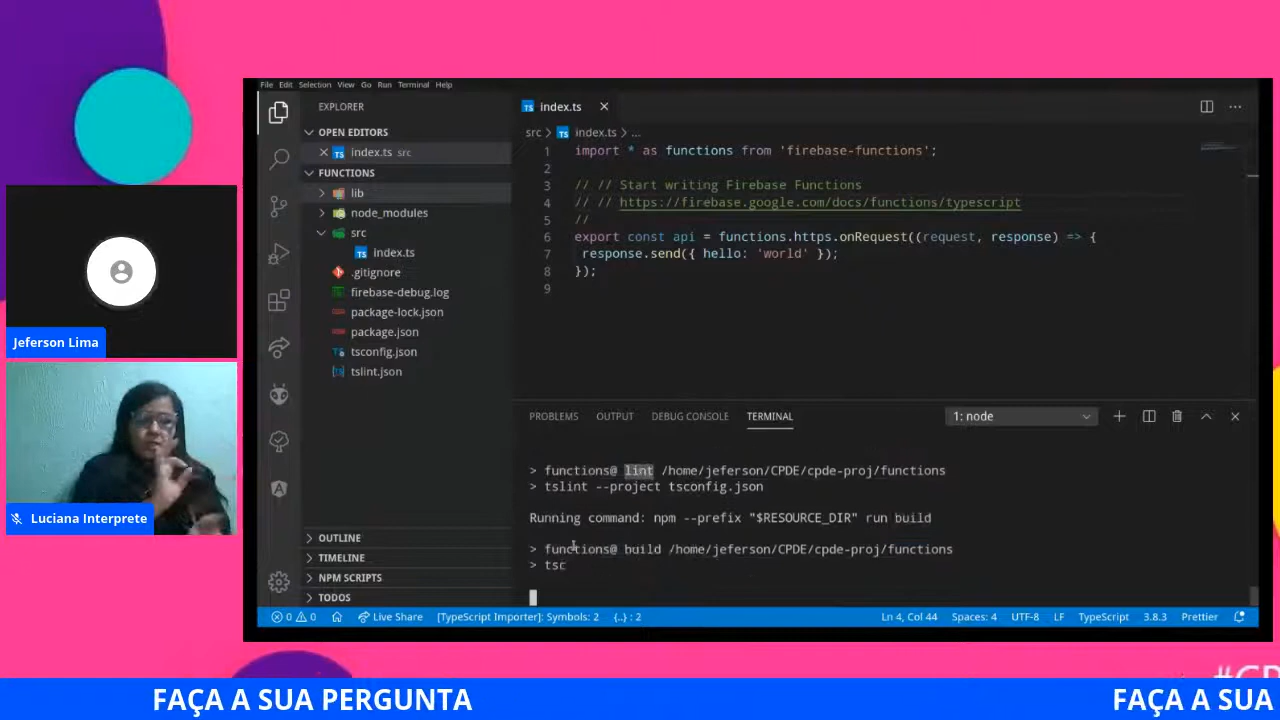 File Edit Selection View Go Run Terminal Help
EXPLORER
OPEN EDITORS
TS index.ts src
FUNCTIONS
lib
node_modules
src
TS index.ts
.gitignore
firebase-debug.log
package-lock.json
package.json
tsconfig.json
tslint.json
OUTLINE
TIMELINE
NPM SCRIPTS
TODOS
TS index.ts
src > TS index.ts > ...
1 import * as functions from 'firebase-functions';
2
3 // // Start writing Firebase Functions
4 // // https://firebase.google.com/docs/functions/typescript
5 //
6 export const api = functions.https.onRequest((request, response) => {
7 response.send({ hello: 'world' });
8 });
9
PROBLEMS OUTPUT DEBUG CONSOLE TERMINAL 1: node
> functions@ lint /home/jeferson/CPDE/cpde-proj/functions
> tslint --project tsconfig.json
Running command: npm --prefix "$RESOURCE_DIR" run build
> functions@ build /home/jeferson/CPDE/cpde-proj/functions
> tsc
0 0 Live Share [TypeScript Importer]: Symbols: 2 {..} : 2 Ln 4, Col 44 Spaces: 4 UTF-8 LF TypeScript 3.8.3 Prettier
Jeferson Lima
Luciana Interprete
FAÇA A SUA PERGUNTA
FAÇA A SUA